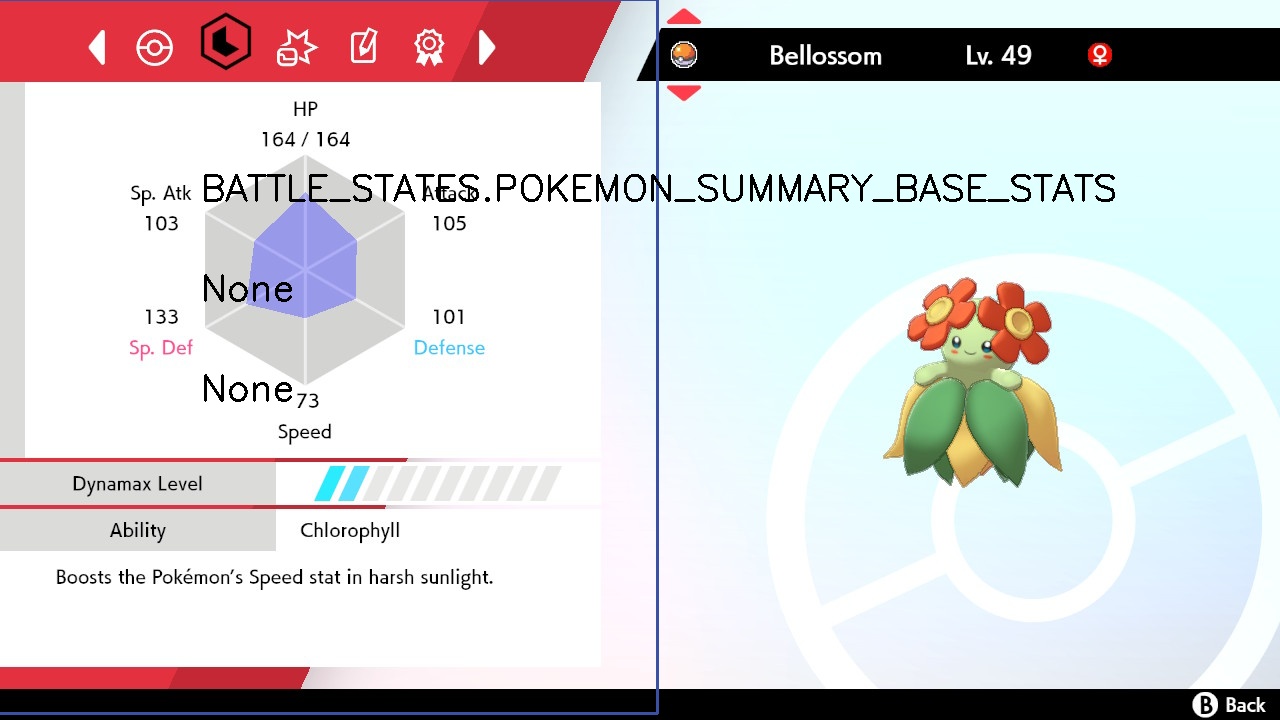 Bellossom Lv. 49
HP
164 / 164
Sp. Atk BATTLE_STATES.POKEMON_SUMMARY_BASE_STATS Attack
103 105
None
133 101
Sp. Def Defense
None 73
Speed
Dynamax Level
Ability Chlorophyll
Boosts the Pokémon's Speed stat in harsh sunlight.
B Back